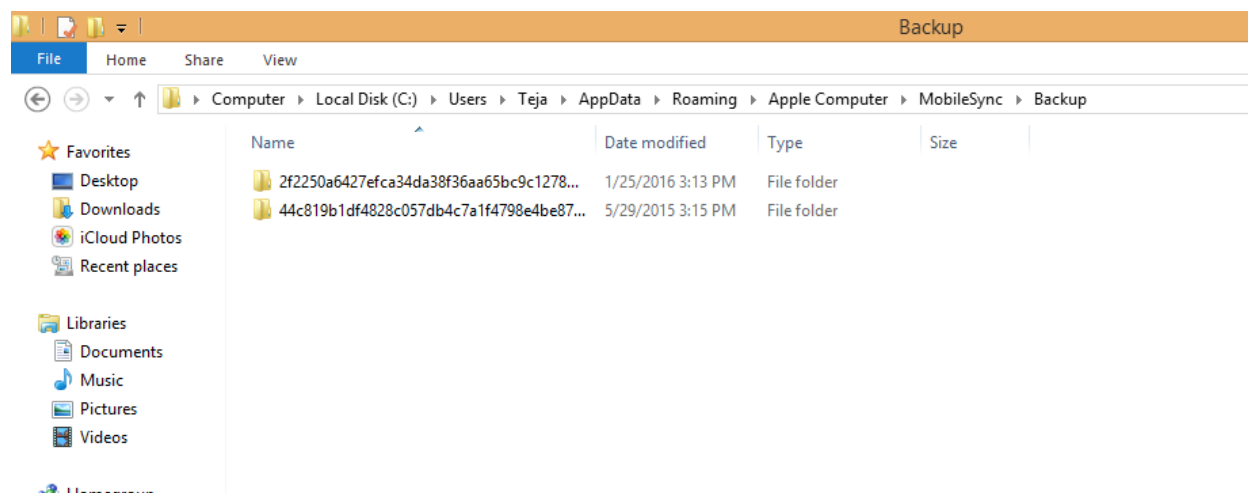 Backup
File Home Share View
Computer Local Disk (C:) Users Teja AppData Roaming Apple Computer MobileSync Backup
Name Date modified Type Size
2f2250a6427efca34da38f36aa65bc9c1278... 1/25/2016 3:13 PM File folder
44c819b1df4828c057db4c7a1f4798e4be87... 5/29/2015 3:15 PM File folder
Favorites
Desktop
Downloads
iCloud Photos
Recent places
Libraries
Documents
Music
Pictures
Videos
Homegroup